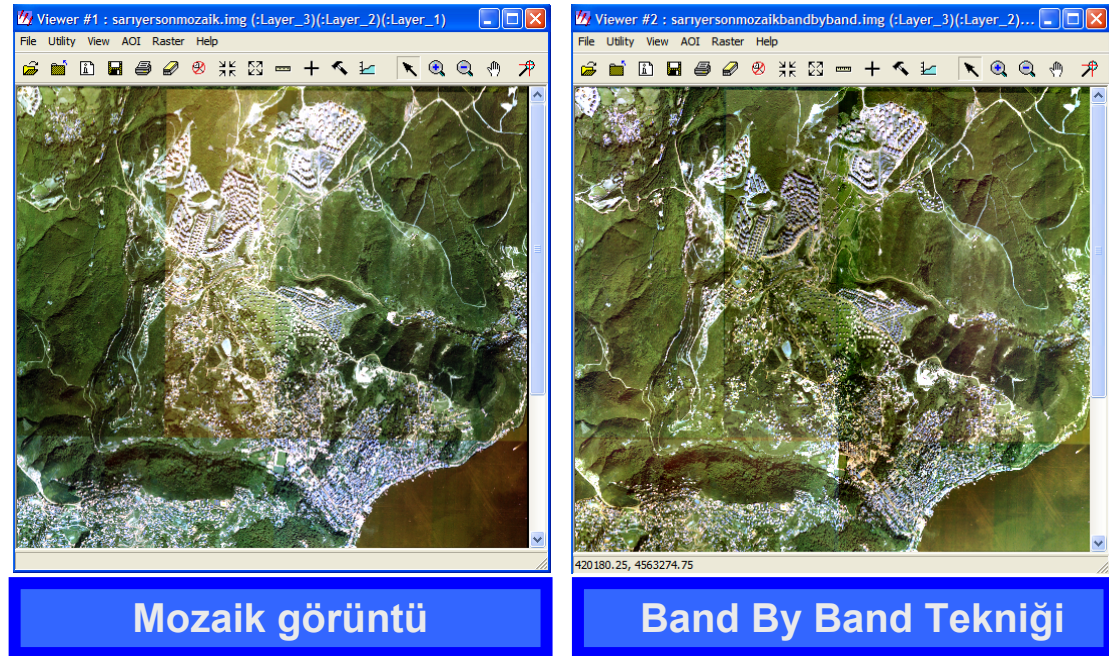 Viewer #1 : sarıyersonmozaik.img (:Layer_3)(:Layer_2)(:Layer_1)
File Utility View AOI Raster Help
Viewer #2 : sarıyersonmozaikbandbyband.img (:Layer_3)(:Layer_2)...
File Utility View AOI Raster Help
420180.25, 4563274.75
Mozaik görüntü
Band By Band Tekniği